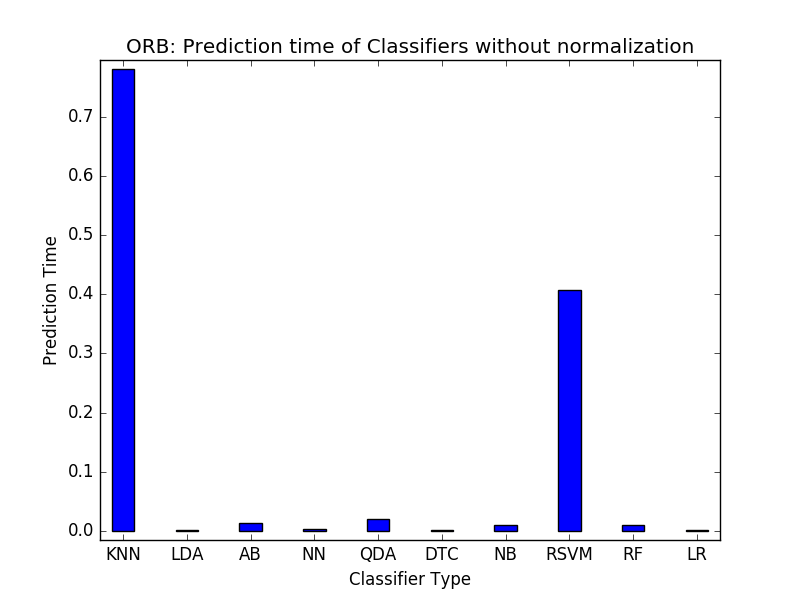 ORB: Prediction time of Classifiers without normalization
0.7
0.6
0.5
0.4
0.3
0.2
0.1
0.0
Prediction Time
KNN LDA AB NN QDA DTC NB RSVM RF LR
Classifier Type